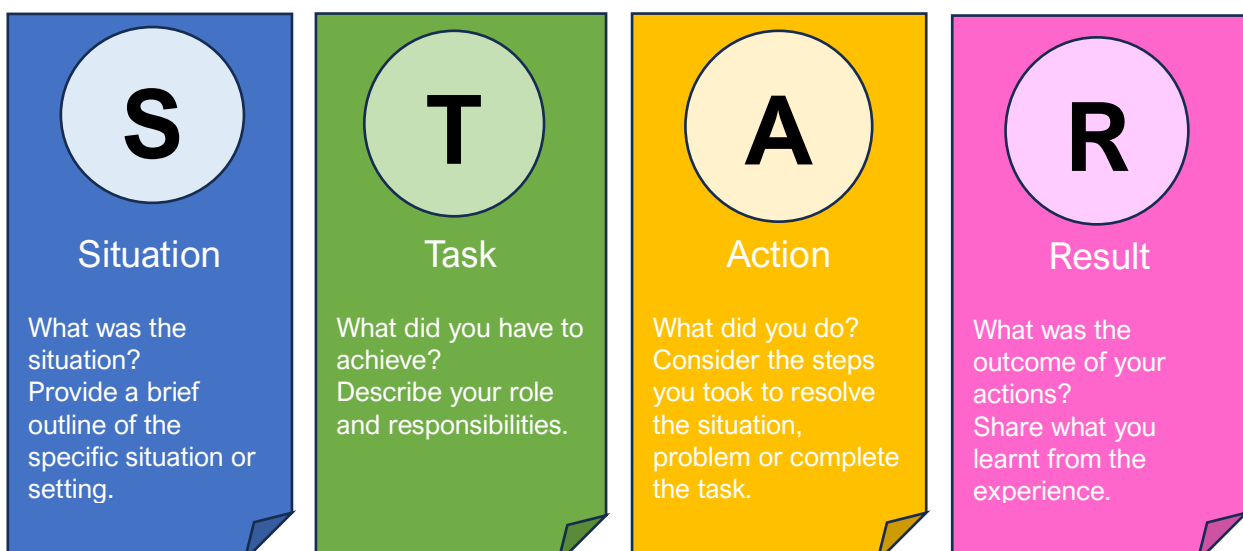 S
Situation
What was the
situation?
Provide a brief
outline of the
specific situation or
setting.
T
Task
What did you have to
achieve?
Describe your role
and responsibilities.
A
Action
What did you do?
Consider the steps
you took to resolve
the situation,
problem or complete
the task.
R
Result
What was the
outcome of your
actions?
Share what you
learnt from the
experience.